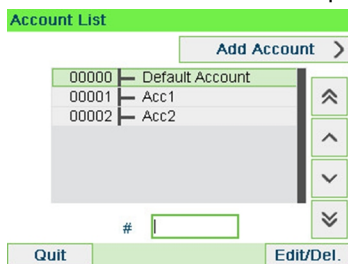 Account List
Add Account >
00000 Default Account
00001 Acc1
00002 Acc2
#
Quit Edit/Del.